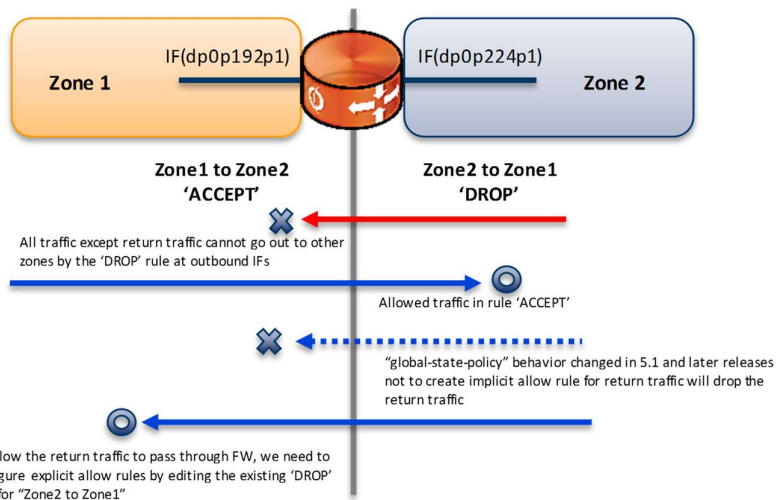 Zone 1
IF(dp0p192p1)
IF(dp0p224p1)
Zone 2
Zone1 to Zone2
‘ACCEPT’
Zone2 to Zone1
‘DROP’
All traffic except return traffic cannot go out to other
zones by the ‘DROP’ rule at outbound IFs
Allowed traffic in rule ‘ACCEPT’
“global-state-policy” behavior changed in 5.1 and later releases
not to create implicit allow rule for return traffic will drop the
return traffic
the return traffic to pass through FW, we need to
explicit allow rules by editing the existing ‘DROP’
for “Zone2 to Zone1”